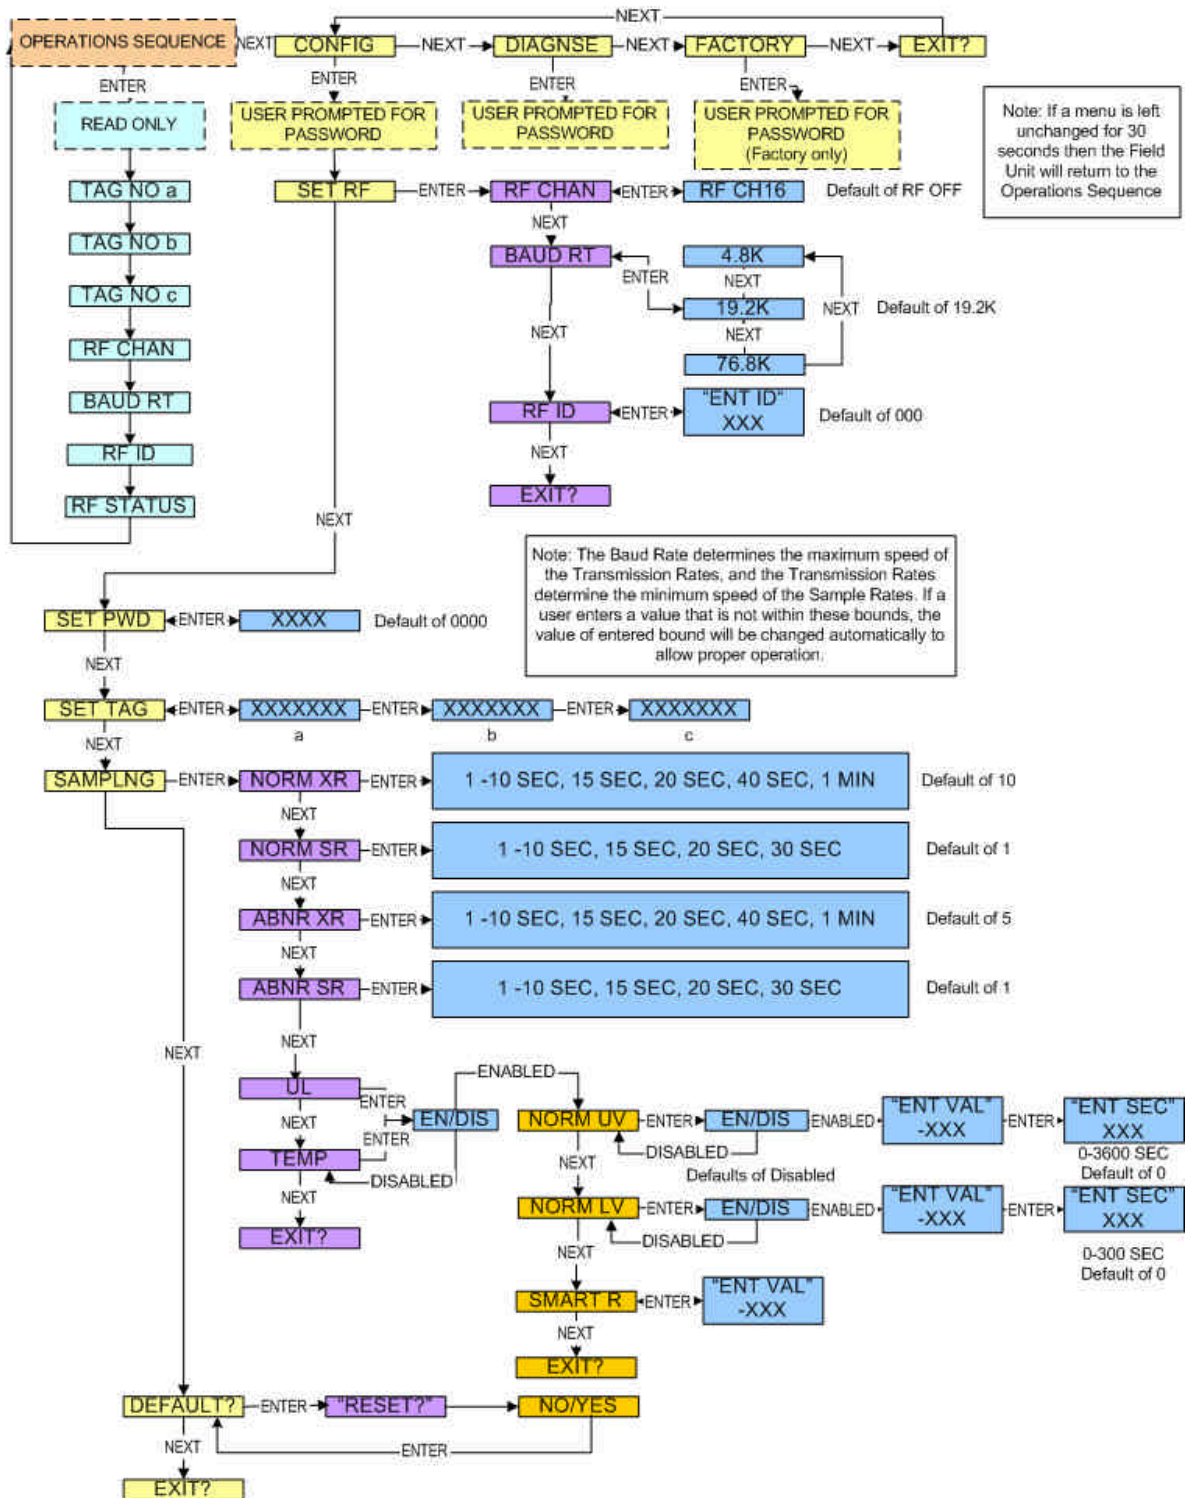 NEXT
OPERATIONS SEQUENCE NEXT CONFIG NEXT DIAGNSE NEXT FACTORY NEXT EXIT?
ENTER ENTER ENTER ENTER
READ ONLY
USER PROMPTED FOR
PASSWORD
USER PROMPTED FOR
PASSWORD
USER PROMPTED FOR
PASSWORD
(Factory only)
Note: If a menu is left
unchanged for 30
seconds then the Field
Unit will return to the
Operations Sequence
TAG NO a
TAG NO b
TAG NO c
RF CHAN
BAUD RT
RF ID
RF STATUS
SET RF ENTER RF CHAN ENTER RF CH16 Default of RF OFF
NEXT
BAUD RT ENTER 4.8K
NEXT
19.2K NEXT Default of 19.2K
NEXT
76.8K
NEXT
RF ID ENTER "ENT ID"
XXX
Default of 000
NEXT
EXIT?
NEXT
Note: The Baud Rate determines the maximum speed of
the Transmission Rates, and the Transmission Rates
determine the minimum speed of the Sample Rates. If a
user enters a value that is not within these bounds, the
value of entered bound will be changed automatically to
allow proper operation.
SET PWD ENTER XXXX Default of 0000
NEXT
SET TAG ENTER XXXXXXX ENTER XXXXXXX ENTER XXXXXXX
a b c
NEXT
SAMPLNG ENTER NORM XR ENTER 1 -10 SEC, 15 SEC, 20 SEC, 40 SEC, 1 MIN Default of 10
NEXT
NORM SR ENTER 1 -10 SEC, 15 SEC, 20 SEC, 30 SEC Default of 1
NEXT
ABNR XR ENTER 1 -10 SEC, 15 SEC, 20 SEC, 40 SEC, 1 MIN Default of 5
NEXT
ABNR SR ENTER 1 -10 SEC, 15 SEC, 20 SEC, 30 SEC Default of 1
NEXT
NEXT
UL ENTER
NEXT
TEMP ENTER
EN/DIS
ENABLED
DISABLED
NEXT
EXIT?
NORM UV ENTER EN/DIS ENABLED "ENT VAL"
-XXX
ENTER "ENT SEC"
XXX
DISABLED
0-3600 SEC
Default of 0
NEXT
Defaults of Disabled
NORM LV ENTER EN/DIS ENABLED "ENT VAL"
-XXX
ENTER "ENT SEC"
XXX
DISABLED
0-300 SEC
Default of 0
NEXT
SMART R ENTER "ENT VAL"
-XXX
NEXT
EXIT?
DEFAULT? ENTER "RESET?" NO/YES
ENTER
NEXT
EXIT?